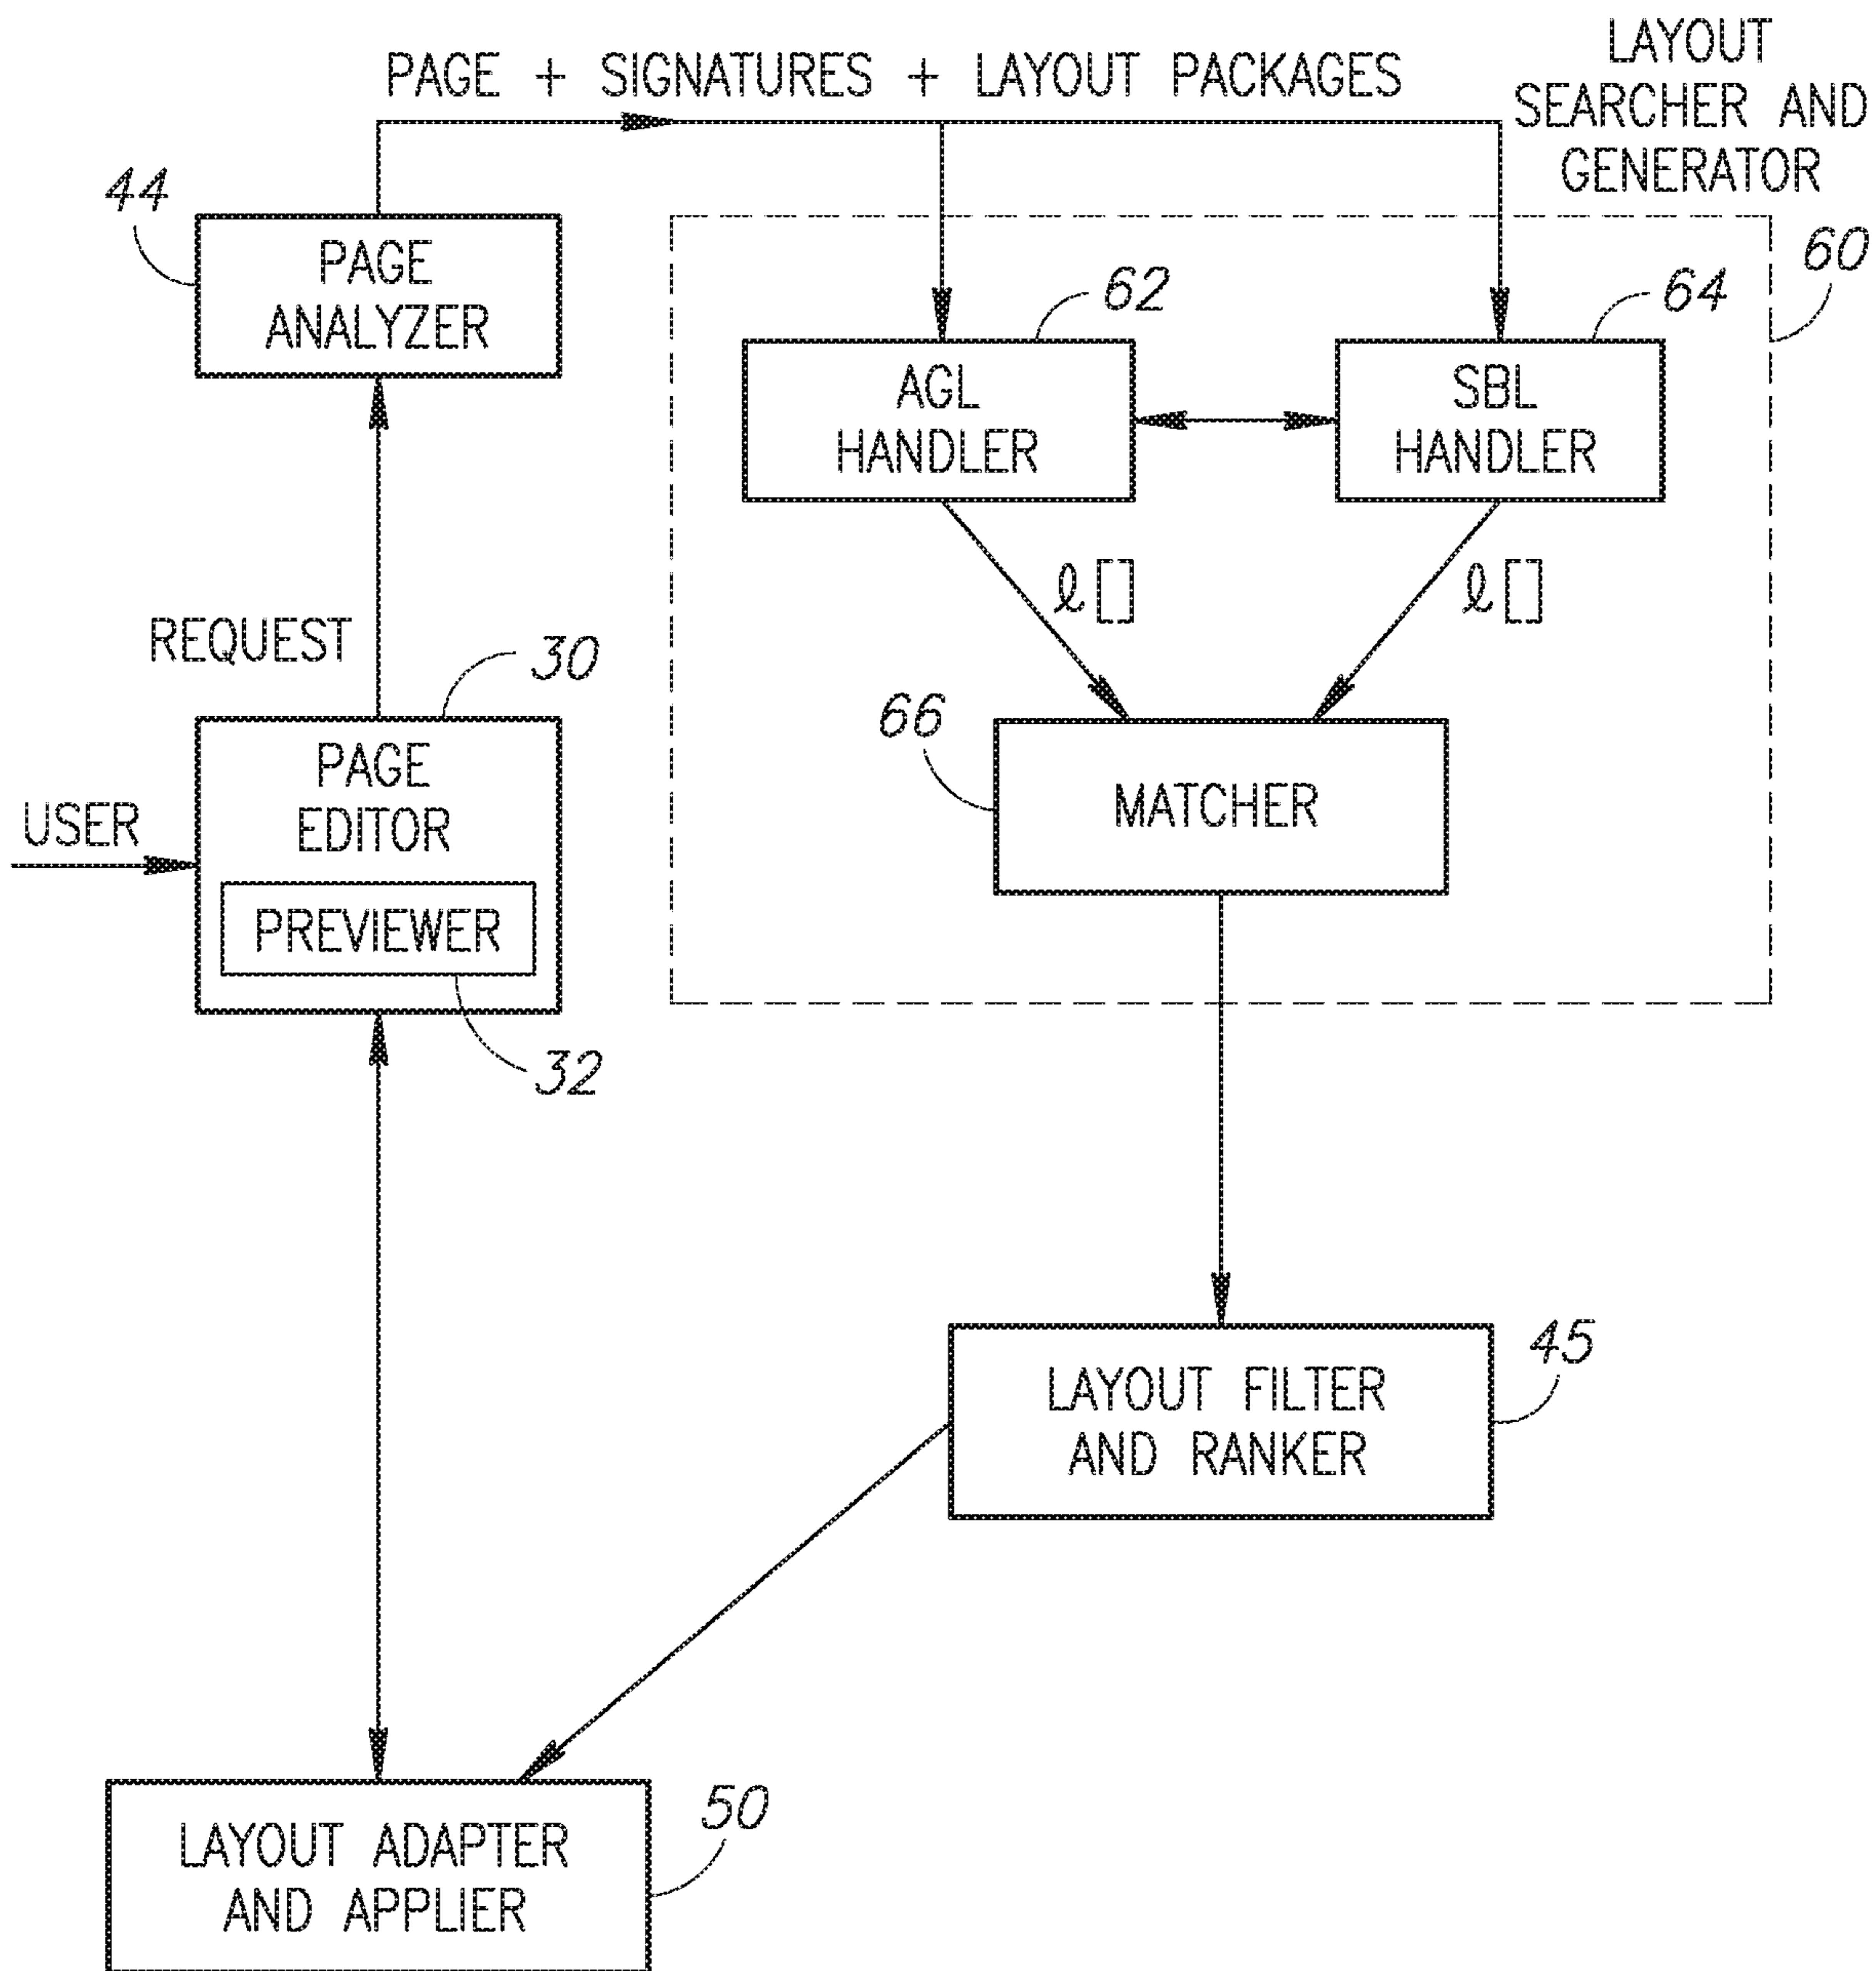 PAGE + SIGNATURES + LAYOUT PACKAGES
LAYOUT
SEARCHER AND
GENERATOR
44
PAGE
ANALYZER
60
62
64
AGL
HANDLER
SBL
HANDLER
ℓ[]
ℓ[]
REQUEST
30
66
PAGE
EDITOR
MATCHER
USER
PREVIEWER
32
45
LAYOUT FILTER
AND RANKER
50
LAYOUT ADAPTER
AND APPLIER